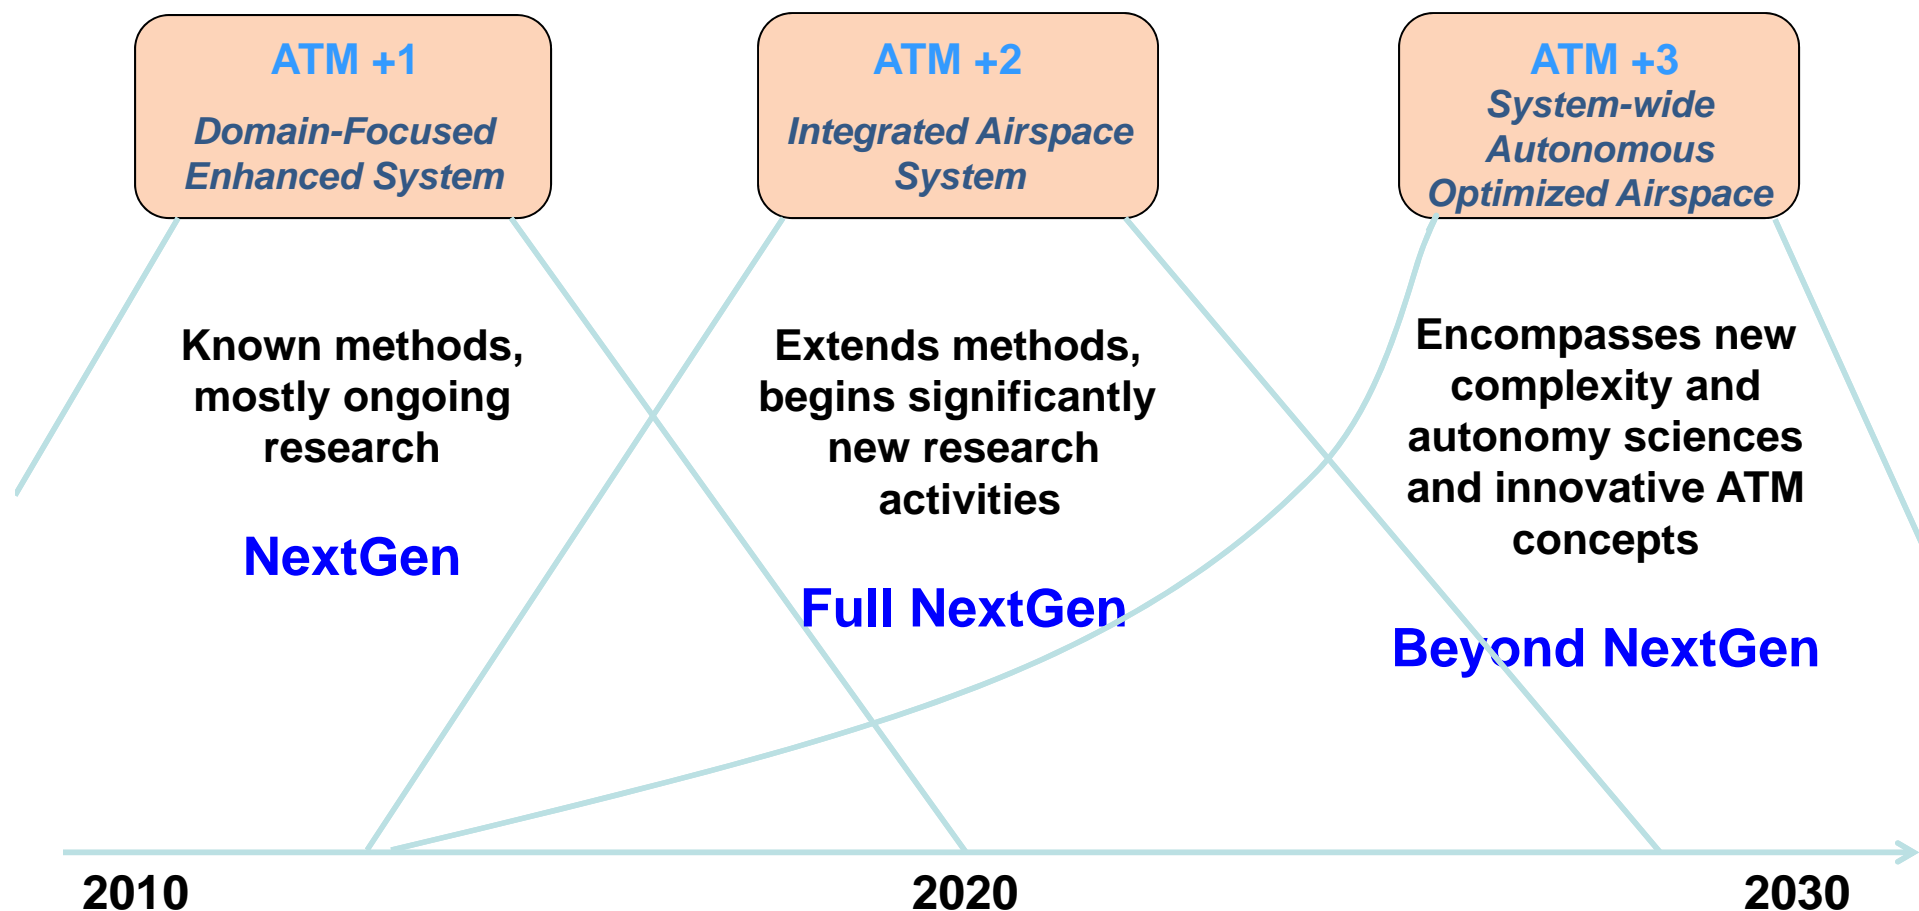 ATM +1
Domain-Focused
Enhanced System
ATM +2
Integrated Airspace
System
ATM +3
System-wide
Autonomous
Optimized Airspace
Known methods,
mostly ongoing
research
NextGen
Extends methods,
begins significantly
new research
activities
Full NextGen
Encompasses new
complexity and
autonomy sciences
and innovative ATM
concepts
Beyond NextGen
2010
2020
2030